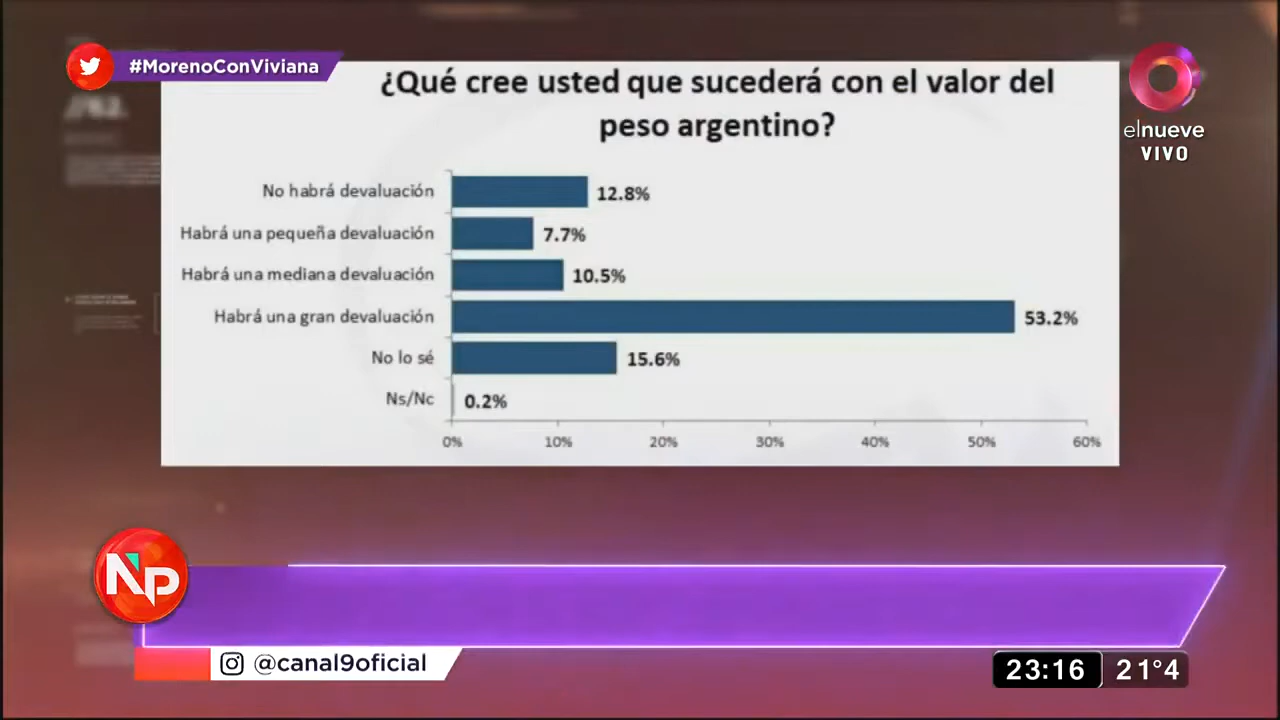 #MorenoConViviana
elnueve
VIVO
¿Qué cree usted que sucederá con el valor del
peso argentino?
No habrá devaluación 12.8%
Habrá una pequeña devaluación 7.7%
Habrá una mediana devaluación 10.5%
Habrá una gran devaluación 53.2%
No lo sé 15.6%
Ns/Nc 0.2%
0% 10% 20% 30% 40% 50% 60%
NP
@canal9oficial
23:16 21°4